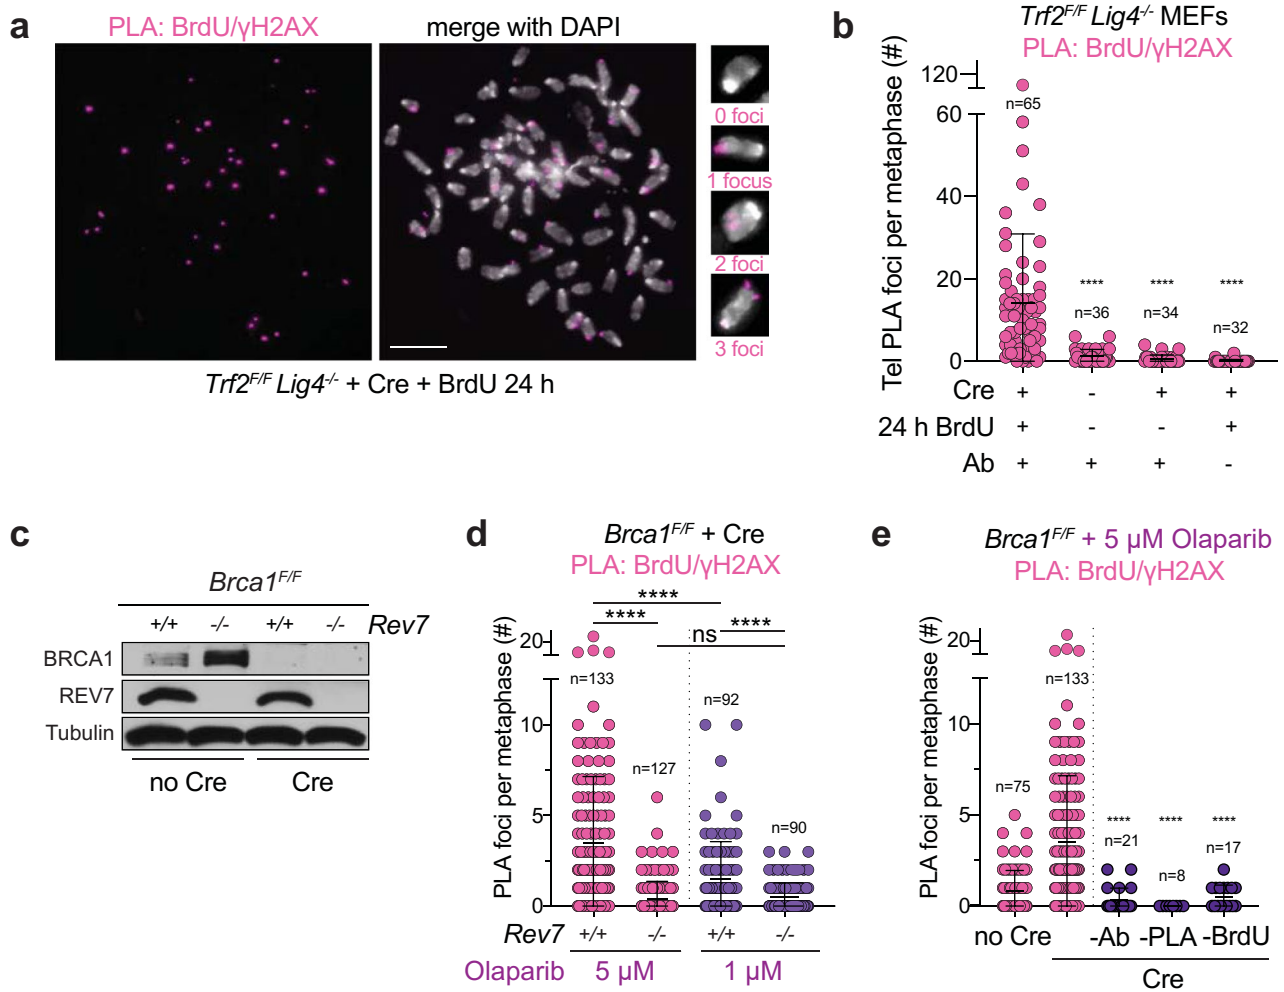 a
PLA: BrdU/γH2AX
merge with DAPI
0 foci
1 focus
2 foci
3 foci
Trf2F/F Lig4-/- + Cre + BrdU 24 h
b
Trf2F/F Lig4-/- MEFs
PLA: BrdU/γH2AX
Tel PLA foci per metaphase (#)
120
60
40
20
0
n=65
**** **** ****
n=36 n=34 n=32
Cre + - + +
24 h BrdU + - - +
Ab + + + -
c
Brca1F/F
+/+ -/- +/+ -/- Rev7
BRCA1
REV7
Tubulin
no Cre Cre
d
Brca1F/F + Cre
PLA: BrdU/γH2AX
PLA foci per metaphase (#)
20
10
5
0
****
**** ****
ns
n=133
n=127
n=92
n=90
Rev7 +/+ -/- +/+ -/-
Olaparib 5 µM 1 µM
e
Brca1F/F + 5 µM Olaparib
PLA: BrdU/γH2AX
PLA foci per metaphase (#)
20
10
5
0
n=75
n=133
**** **** ****
n=21
n=8
n=17
no Cre -Ab -PLA -BrdU
Cre